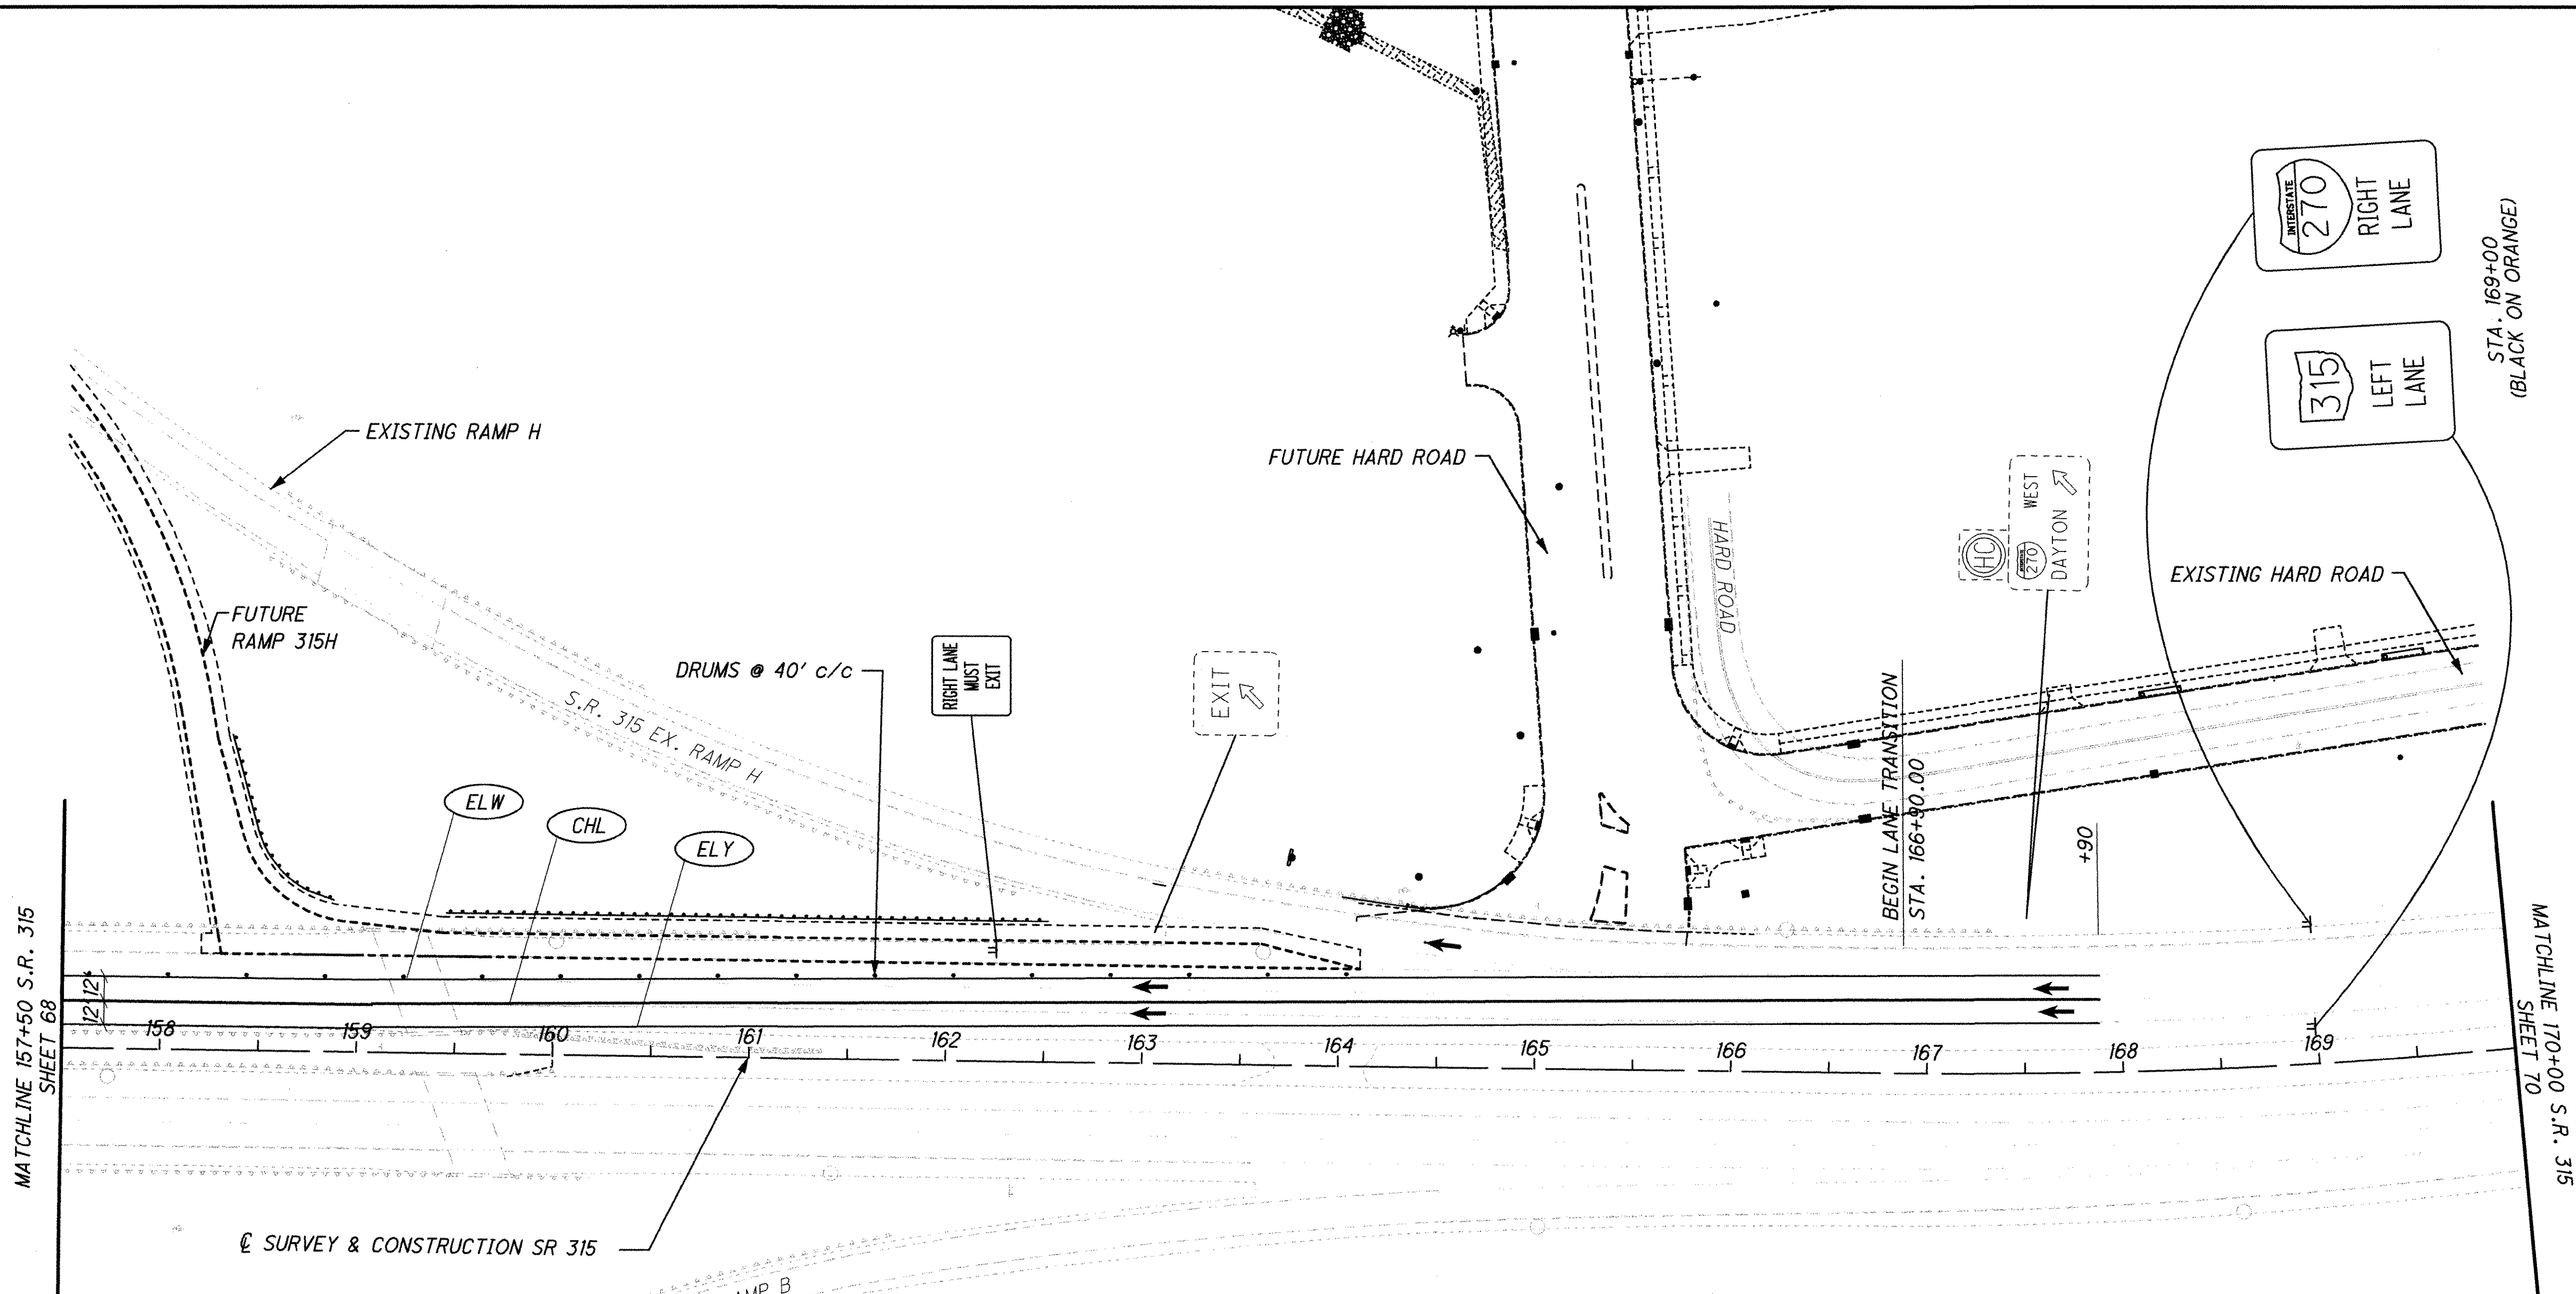 INTERSTATE
270
RIGHT
LANE
STA. 169+00
(BLACK ON ORANGE)
315
LEFT
LANE
EXISTING RAMP H
FUTURE HARD ROAD
HARD ROAD
HC
WEST
INTERSTATE
270
DAYTON
EXISTING HARD ROAD
FUTURE
RAMP 315H
DRUMS @ 40' c/c
RIGHT LANE
MUST
EXIT
EXIT
S.R. 315 EX. RAMP H
BEGIN LANE TRANSITION
STA. 166+90.00
+90
ELW
CHL
ELY
MATCHLINE 157+50 S.R. 315
SHEET 68
12'
12'
158
159
160
161
162
163
164
165
166
167
168
169
MATCHLINE 170+00 S.R. 315
SHEET 70
℄ SURVEY & CONSTRUCTION SR 315
AMP B